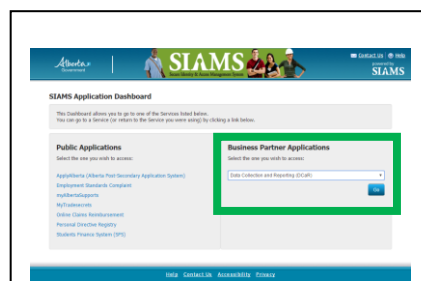 Alberta
Government
SIAMS
Secure Identity & Access Management System
Contact Us Help
powered by
SIAMS
SIAMS Application Dashboard
This Dashboard allows you to go to one of the Services listed below.
You can go to a Service (or return to the Service you were using) by clicking a link below.
Public Applications
Select the one you wish to access:
ApplyAlberta (Alberta Post-Secondary Application System)
Employment Standards Complaint
myAlbertaSupports
MyTradesecrets
Online Claims Reimbursement
Personal Directive Registry
Students Finance System (SFS)
Business Partner Applications
Select the one you wish to access:
Data Collection and Reporting (DCaR)
Go
Help Contact Us Accessibility Privacy